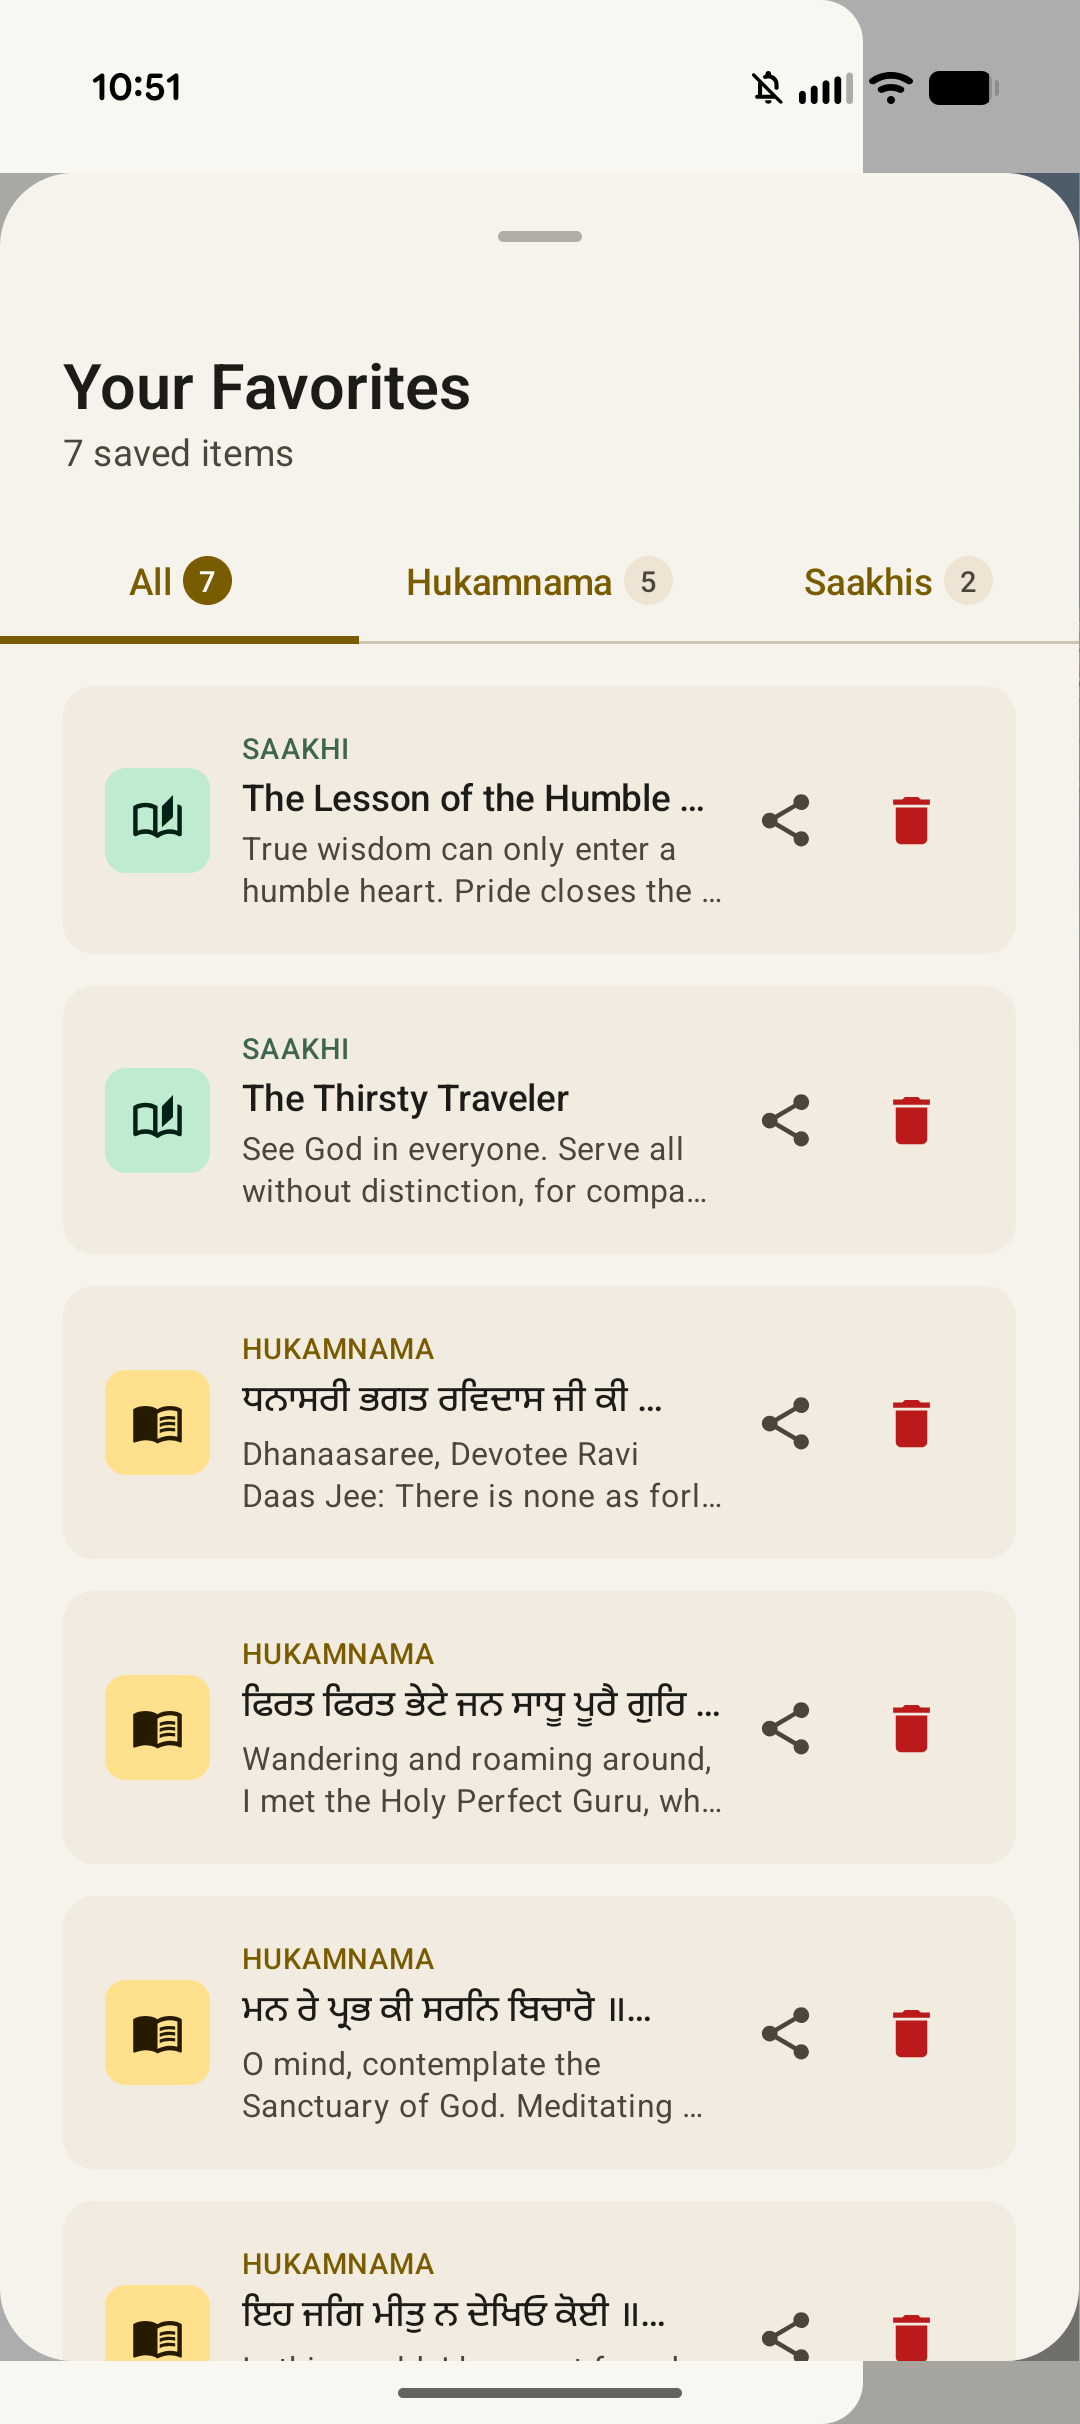 10:51
Your Favorites
7 saved items
All 7
Hukamnama 5
Saakhis 2
SAAKHI
The Lesson of the Humble ...
True wisdom can only enter a
humble heart. Pride closes the ...
SAAKHI
The Thirsty Traveler
See God in everyone. Serve all
without distinction, for compa...
HUKAMNAMA
ਧਨਾਸਰੀ ਭਗਤ ਰਵਿਦਾਸ ਜੀ ਕੀ ...
Dhanaasaree, Devotee Ravi
Daas Jee: There is none as forl...
HUKAMNAMA
ਫਿਰਤ ਫਿਰਤ ਭੇਟੇ ਜਨ ਸਾਧੂ ਪੂਰੈ ਗੁਰਿ ...
Wandering and roaming around,
I met the Holy Perfect Guru, wh...
HUKAMNAMA
ਮਨ ਰੇ ਪ੍ਰਭ ਕੀ ਸਰਨਿ ਬਿਚਾਰੋ ॥...
O mind, contemplate the
Sanctuary of God. Meditating ...
HUKAMNAMA
ਇਹ ਜਗਿ ਮੀਤੁ ਨ ਦੇਖਿਓ ਕੋਈ ॥...